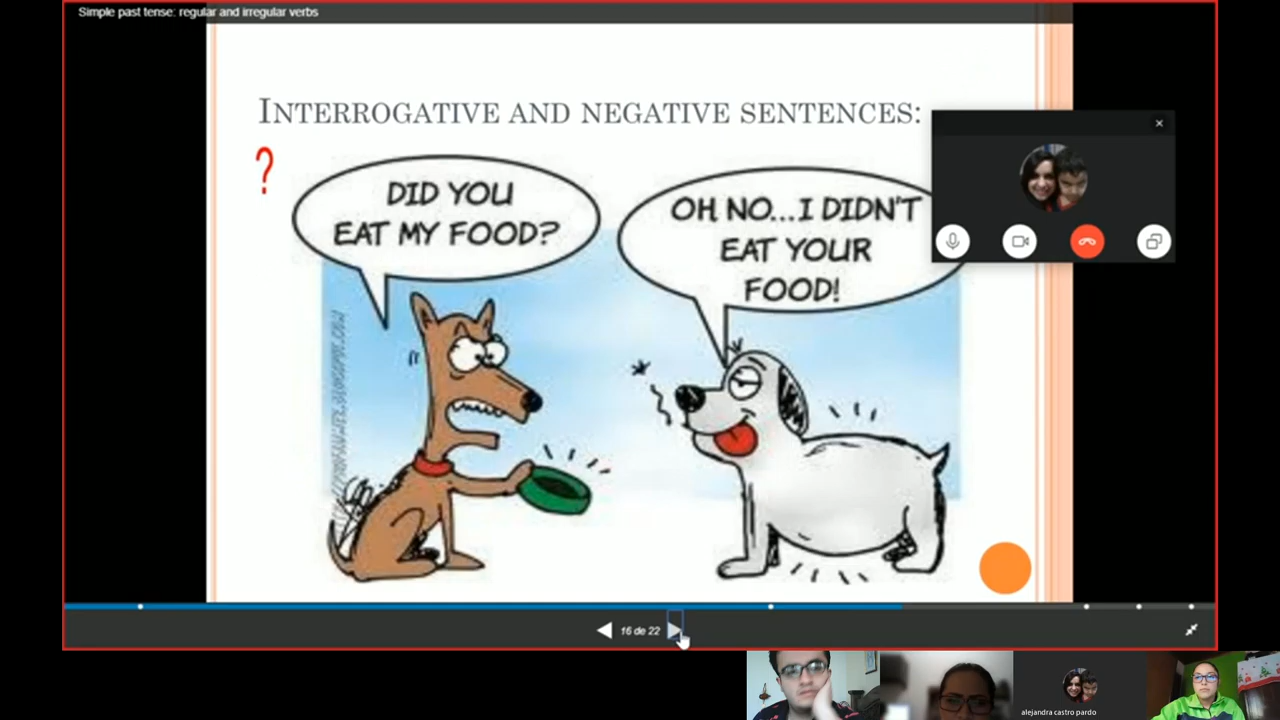 Simple past tense: regular and irregular verbs
INTERROGATIVE AND NEGATIVE SENTENCES:
?
DID YOU
EAT MY FOOD?
OH NO...I DIDN'T
EAT YOUR
FOOD!
16 de 22
alejandra castro pardo